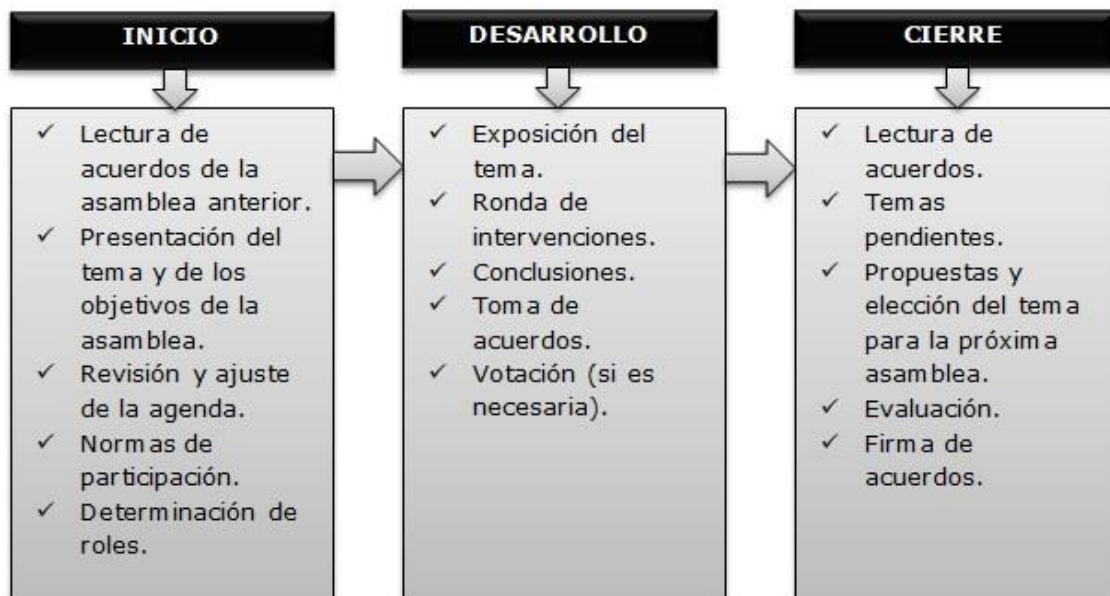 INICIO
Lectura de
acuerdos de la
asamblea anterior.
Presentación del
tema y de los
objetivos de la
asamblea.
Revisión y ajuste
de la agenda.
Normas de
participación.
Determinación de
roles.
DESARROLLO
Exposición del
tema.
Ronda de
intervenciones.
Conclusiones.
Toma de
acuerdos.
Votación (si es
necesaria).
CIERRE
Lectura de
acuerdos.
Temas
pendientes.
Propuestas y
elección del tema
para la próxima
asamblea.
Evaluación.
Firma de
acuerdos.